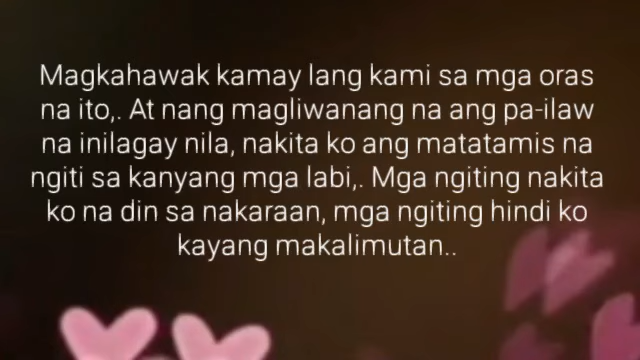 Magkahawak kamay lang kami sa mga oras
na ito,. At nang magliwanang na ang pa-ilaw
na inilagay nila, nakita ko ang matatamis na
ngiti sa kanyang mga labi,. Mga ngiting nakita
ko na din sa nakaraan, mga ngiting hindi ko
kayang makalimutan..